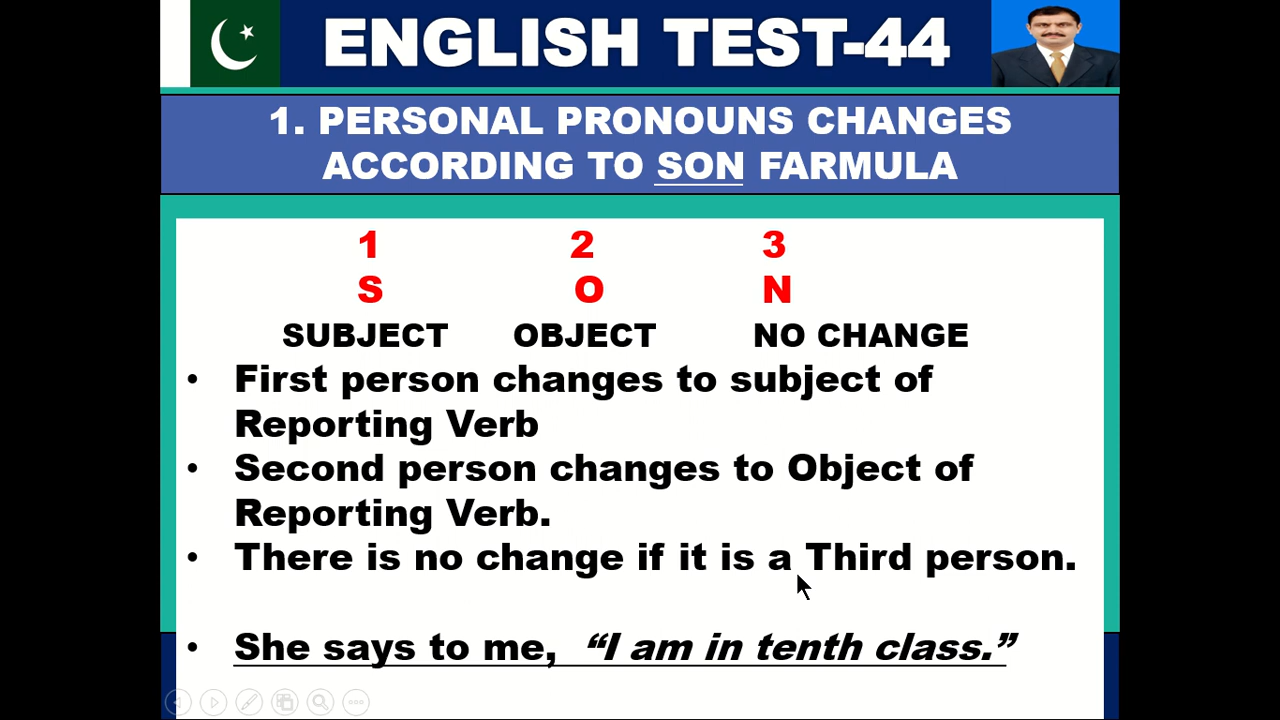 ENGLISH TEST-44
1. PERSONAL PRONOUNS CHANGES
ACCORDING TO SON FARMULA
1 2 3
S O N
SUBJECT OBJECT NO CHANGE
• First person changes to subject of
Reporting Verb
• Second person changes to Object of
Reporting Verb.
• There is no change if it is a Third person.
• She says to me, “I am in tenth class.”